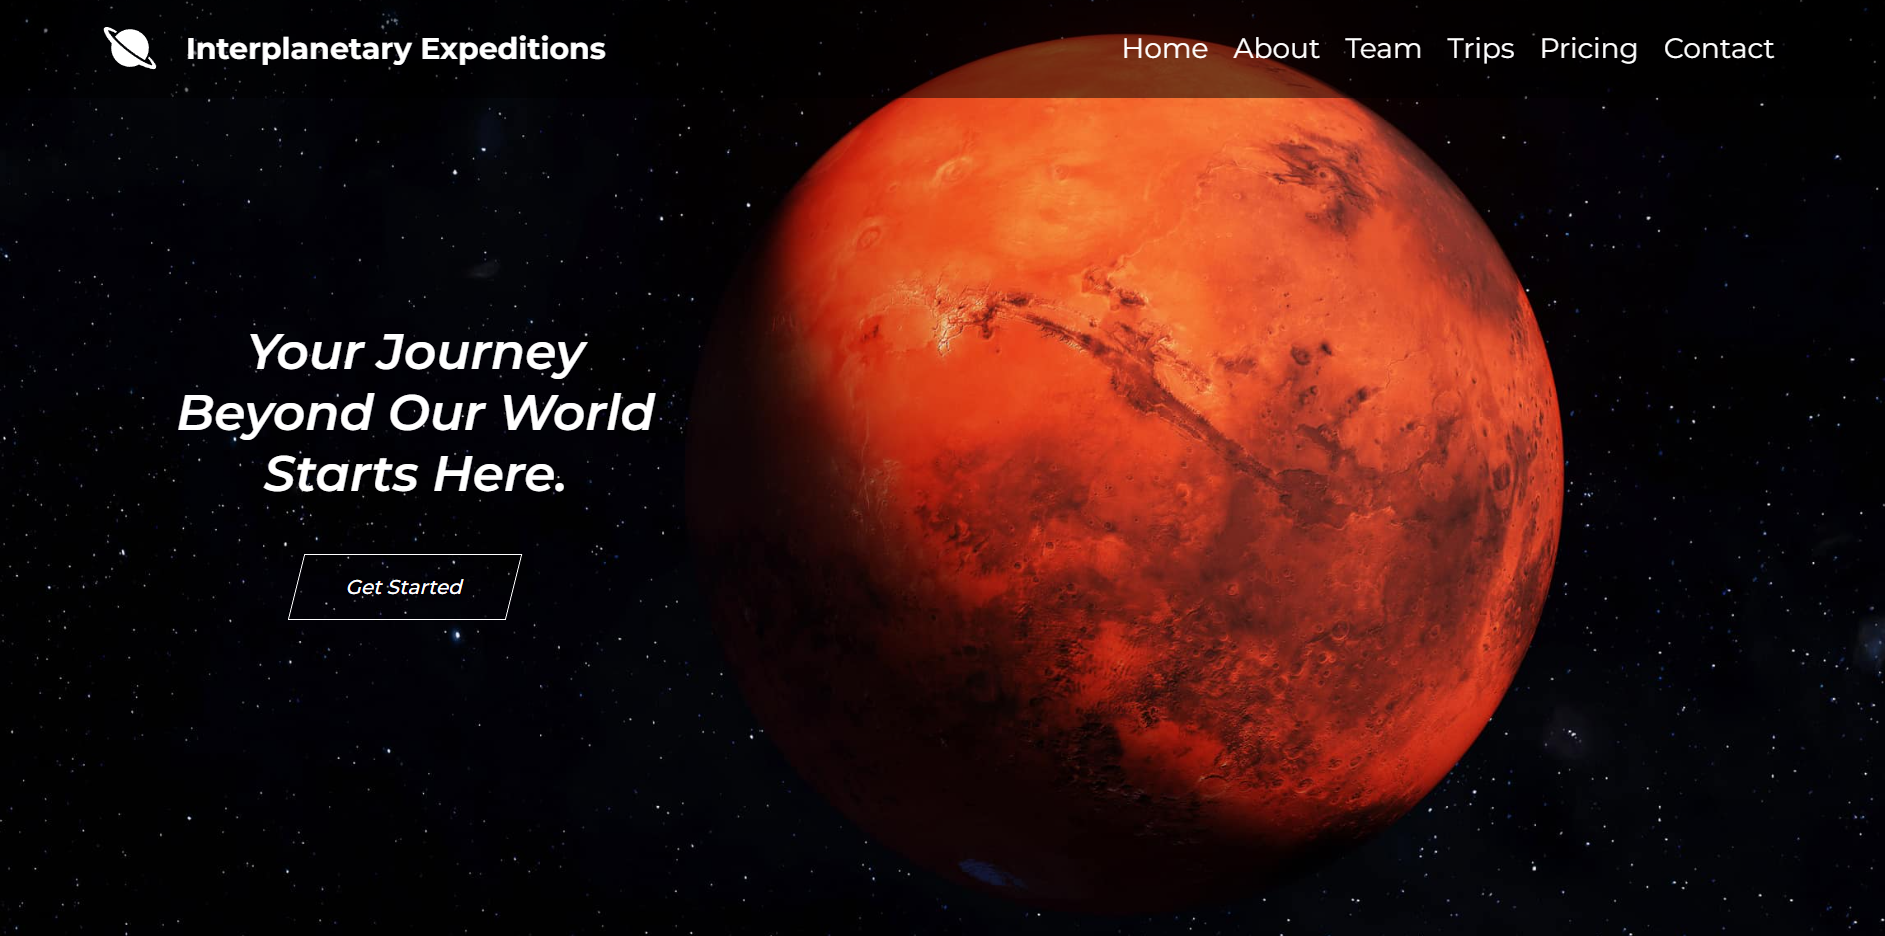 Interplanetary Expeditions
Home About Team Trips Pricing Contact
Your Journey
Beyond Our World
Starts Here.
Get Started